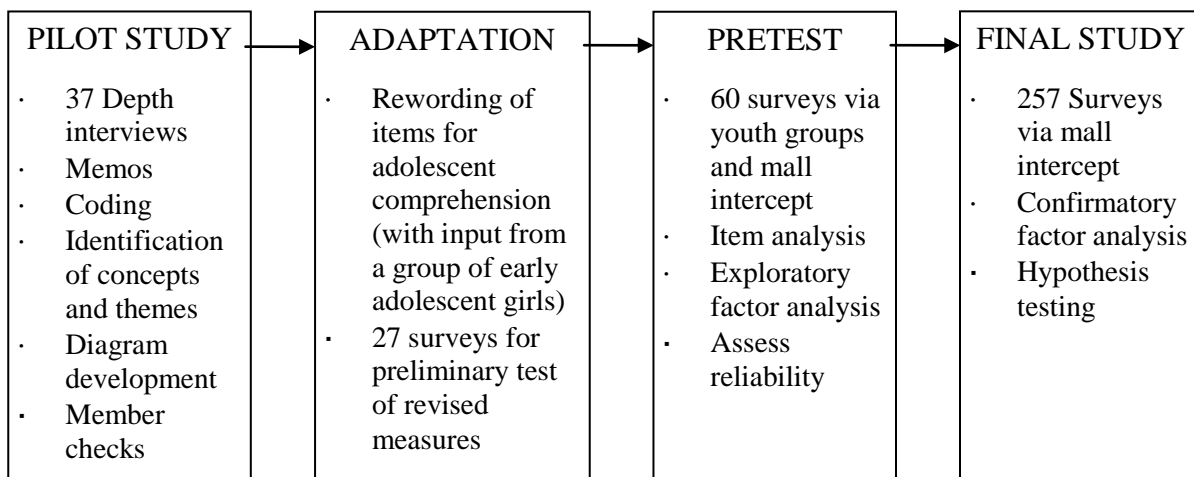 PILOT STUDY
· 37 Depth
interviews
· Memos
· Coding
· Identification
of concepts
and themes
· Diagram
development
· Member
checks
ADAPTATION
· Rewording of
items for
adolescent
comprehension
(with input from
a group of early
adolescent girls)
· 27 surveys for
preliminary test
of revised
measures
PRETEST
· 60 surveys via
youth groups
and mall
intercept
· Item analysis
· Exploratory
factor analysis
· Assess
reliability
FINAL STUDY
· 257 Surveys
via mall
intercept
· Confirmatory
factor analysis
· Hypothesis
testing